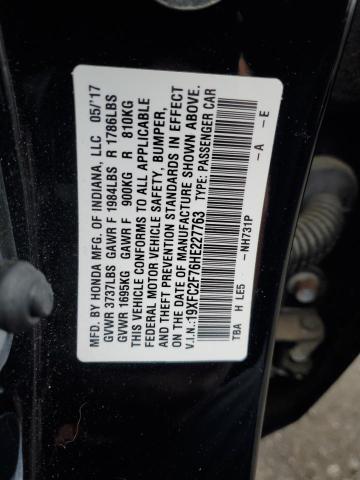 MFD. BY HONDA MFG. OF INDIANA, LLC 05/'17
GVWR 3737LBS GAWR F 1984LBS R 1786LBS
GVWR 1695KG GAWR F 900KG R 810KG
THIS VEHICLE CONFORMS TO ALL APPLICABLE
FEDERAL MOTOR VEHICLE SAFETY, BUMPER,
AND THEFT PREVENTION STANDARDS IN EFFECT
ON THE DATE OF MANUFACTURE SHOWN ABOVE.
V.I.N.:19XFC2F76HE227763 TYPE: PASSENGER CAR
-NH731P -A -E
TBA H LE5